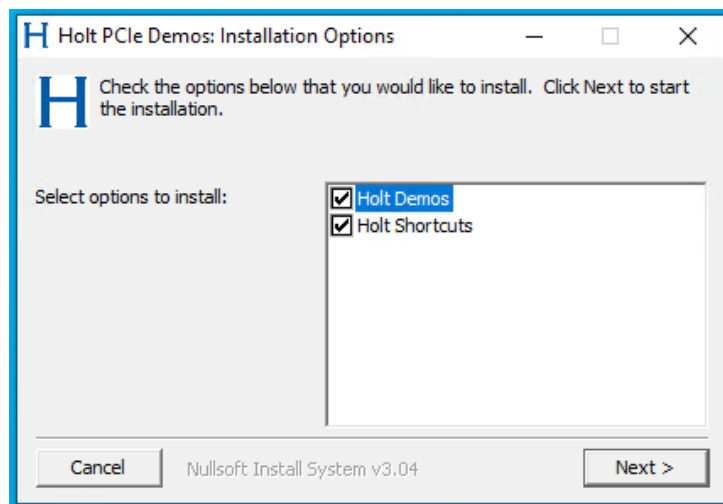 H Holt PCIe Demos: Installation Options
H
Check the options below that you would like to install. Click Next to start
the installation.
Select options to install:
Holt Demos
Holt Shortcuts
Cancel
Nullsoft Install System v3.04
Next >